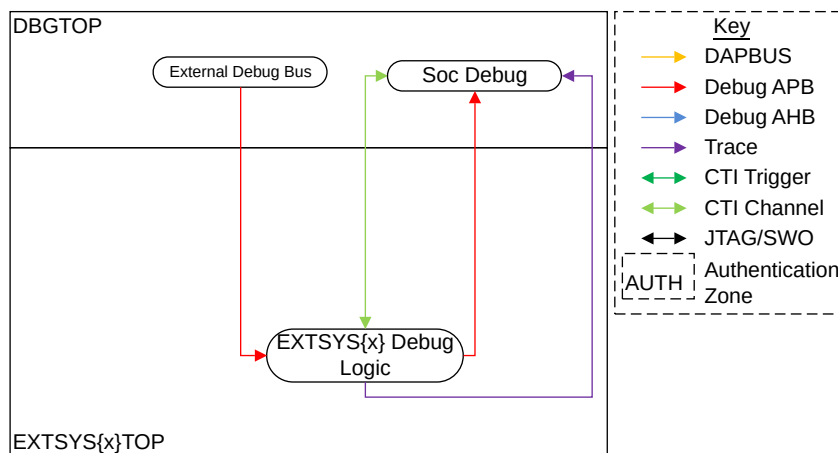 DBGTOP
External Debug Bus
Soc Debug
EXTSYS{x} Debug
Logic
EXTSYS{x}TOP
Key
DAPBUS
Debug APB
Debug AHB
Trace
CTI Trigger
CTI Channel
JTAG/SWO
AUTH
Authentication
Zone